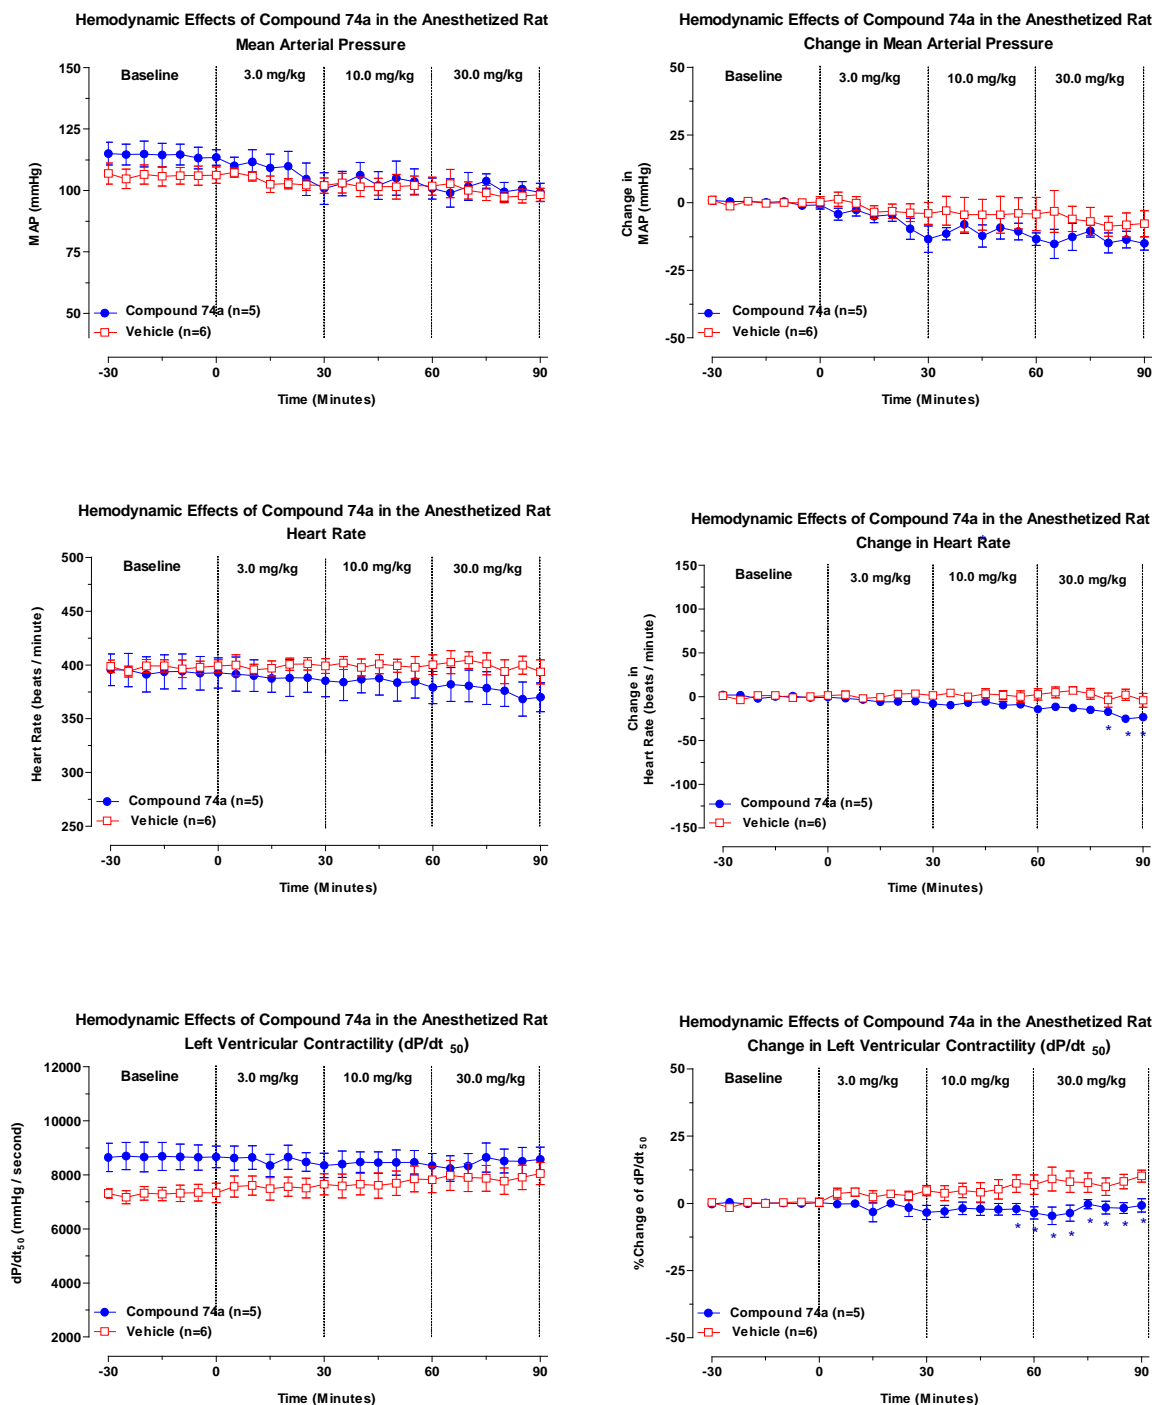 Hemodynamic Effects of Compound 74a in the Anesthetized Rat
Mean Arterial Pressure
Baseline
3.0 mg/kg
10.0 mg/kg
30.0 mg/kg
150
125
100
75
50
MAP (mmHg)
Compound 74a (n=5)
Vehicle (n=6)
-30
0
30
60
90
Time (Minutes)
Hemodynamic Effects of Compound 74a in the Anesthetized Rat
Change in Mean Arterial Pressure
Baseline
3.0 mg/kg
10.0 mg/kg
30.0 mg/kg
50
25
0
-25
-50
Change in
MAP (mmHg)
Compound 74a (n=5)
Vehicle (n=6)
-30
0
30
60
90
Time (Minutes)
Hemodynamic Effects of Compound 74a in the Anesthetized Rat
Heart Rate
Baseline
3.0 mg/kg
10.0 mg/kg
30.0 mg/kg
500
450
400
350
300
250
Heart Rate (beats / minute)
Compound 74a (n=5)
Vehicle (n=6)
-30
0
30
60
90
Time (Minutes)
Hemodynamic Effects of Compound 74a in the Anesthetized Rat
*
Change in Heart Rate
Baseline
3.0 mg/kg
10.0 mg/kg
30.0 mg/kg
150
100
50
0
-50
-100
-150
Change in
Heart Rate (beats / minute)
* * *
Compound 74a (n=5)
Vehicle (n=6)
-30
0
30
60
90
Time (Minutes)
Hemodynamic Effects of Compound 74a in the Anesthetized Rat
Left Ventricular Contractility (dP/dt 50)
Baseline
3.0 mg/kg
10.0 mg/kg
30.0 mg/kg
12000
10000
8000
6000
4000
2000
dP/dt50 (mmHg / second)
Compound 74a (n=5)
Vehicle (n=6)
-30
0
30
60
90
Time (Minutes)
Hemodynamic Effects of Compound 74a in the Anesthetized Rat
Change in Left Ventricular Contractility (dP/dt 50)
Baseline
3.0 mg/kg
10.0 mg/kg
30.0 mg/kg
50
25
0
-25
-50
%Change of dP/dt50
* * * * * * * *
Compound 74a (n=5)
Vehicle (n=6)
-30
0
30
60
90
Time (Minutes)